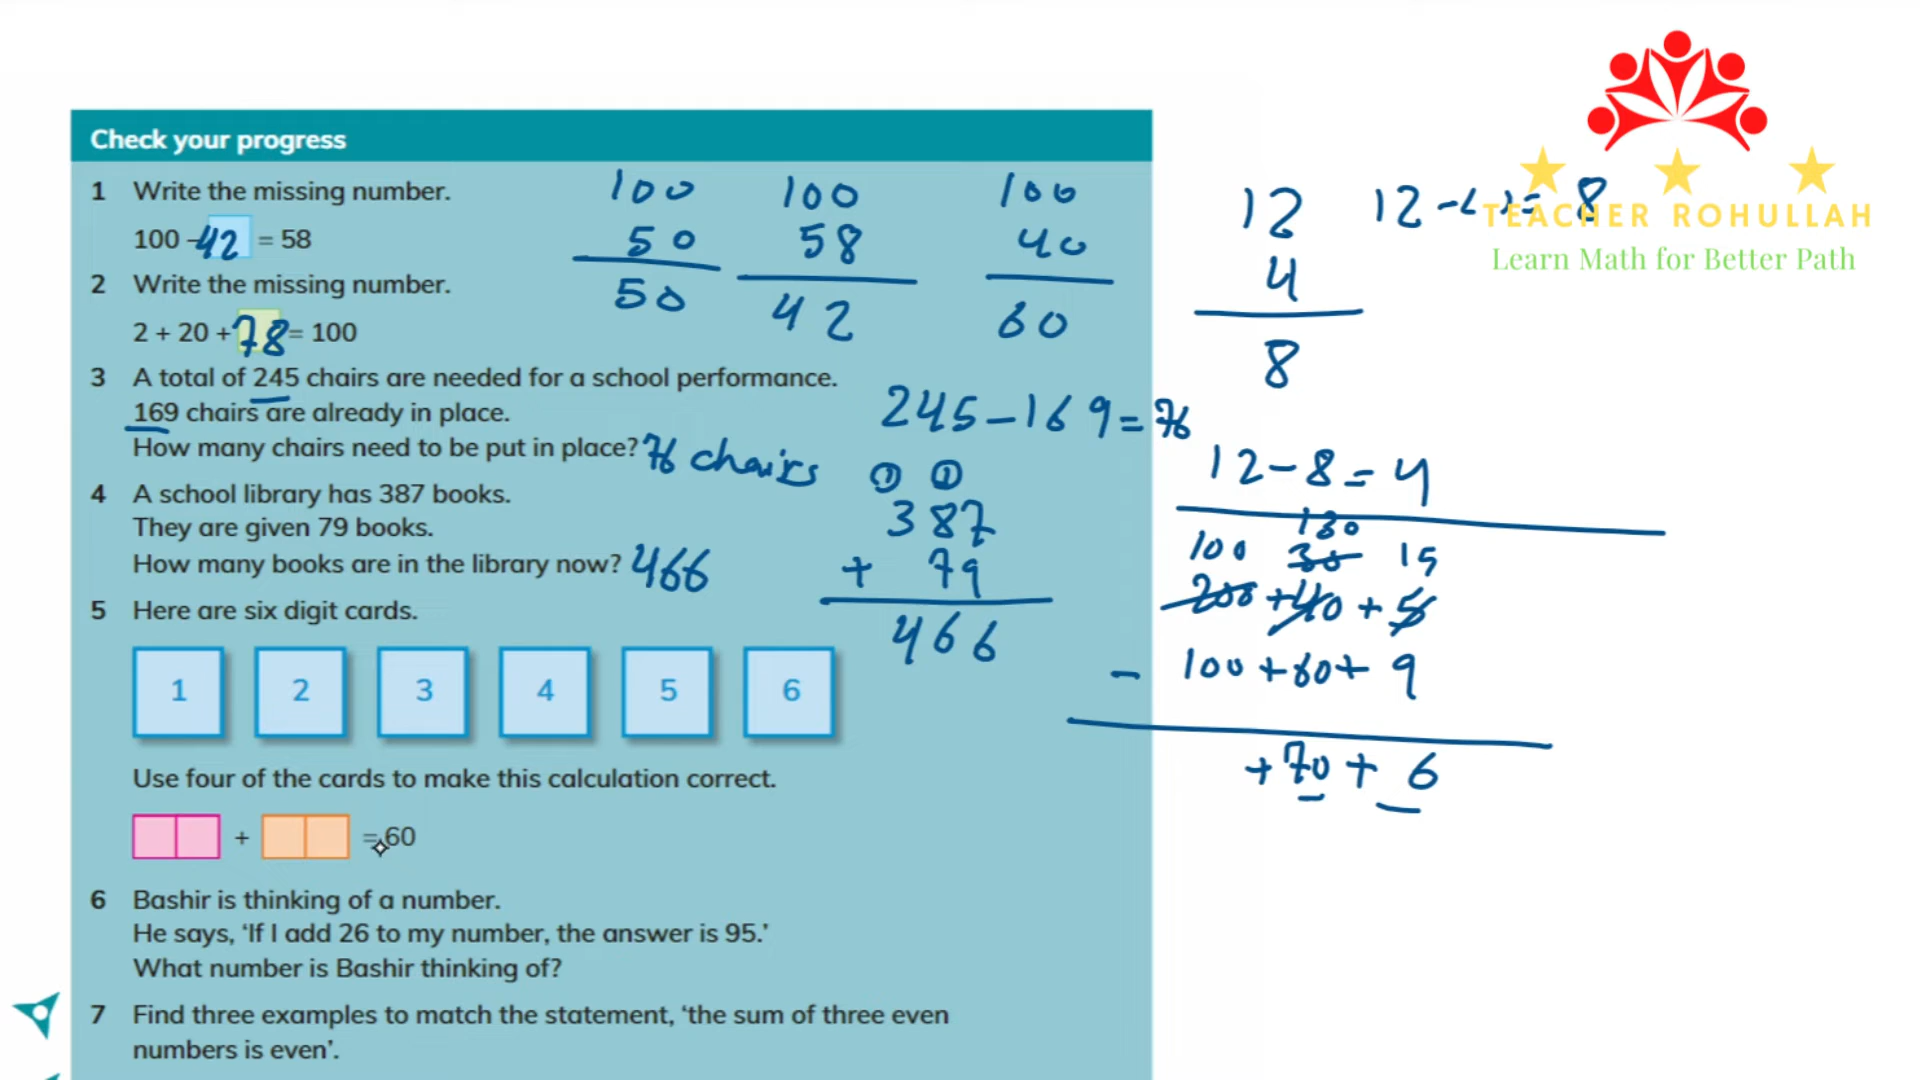 Check your progress
1 Write the missing number.
100 - 42 = 58
2 Write the missing number.
2 + 20 + 78 = 100
3 A total of 245 chairs are needed for a school performance.
169 chairs are already in place.
How many chairs need to be put in place? 76 chairs
4 A school library has 387 books.
They are given 79 books.
How many books are in the library now? 466
5 Here are six digit cards.
1 2 3 4 5 6
Use four of the cards to make this calculation correct.
+ = 60
6 Bashir is thinking of a number.
He says, ‘If I add 26 to my number, the answer is 95.’
What number is Bashir thinking of?
7 Find three examples to match the statement, ‘the sum of three even
numbers is even’.
100
50
50
100
58
42
100
40
60
245 - 169 = 76
1 1
387
+ 79
466
12
4
8
12 - = 8
12 - 8 = 4
130
100 30 15
200 + 40 + 5
- 100 + 60 + 9
+ 70 + 6
TEACHER ROHULLAH
Learn Math for Better Path